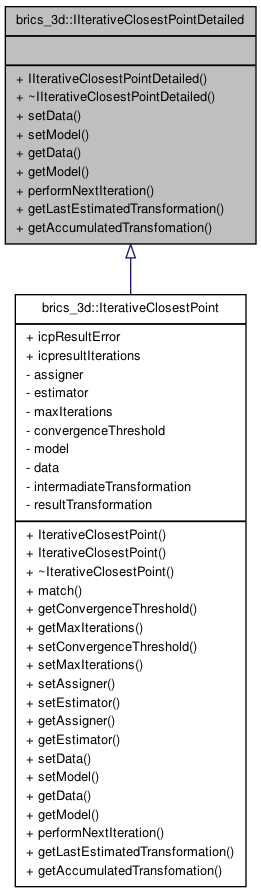 brics_3d::IIterativeClosestPointDetailed
+ IIterativeClosestPointDetailed()
+ ~IIterativeClosestPointDetailed()
+ setData()
+ setModel()
+ getData()
+ getModel()
+ performNextIteration()
+ getLastEstimatedTransformation()
+ getAccumulatedTransfomation()
brics_3d::IterativeClosestPoint
+ icpResultError
+ icpresultIterations
- assigner
- estimator
- maxIterations
- convergenceThreshold
- model
- data
- intermadiateTransformation
- resultTransformation
+ IterativeClosestPoint()
+ IterativeClosestPoint()
+ ~IterativeClosestPoint()
+ match()
+ getConvergenceThreshold()
+ getMaxIterations()
+ setConvergenceThreshold()
+ setMaxIterations()
+ setAssigner()
+ setEstimator()
+ getAssigner()
+ getEstimator()
+ setData()
+ setModel()
+ getData()
+ getModel()
+ performNextIteration()
+ getLastEstimatedTransformation()
+ getAccumulatedTransfomation()